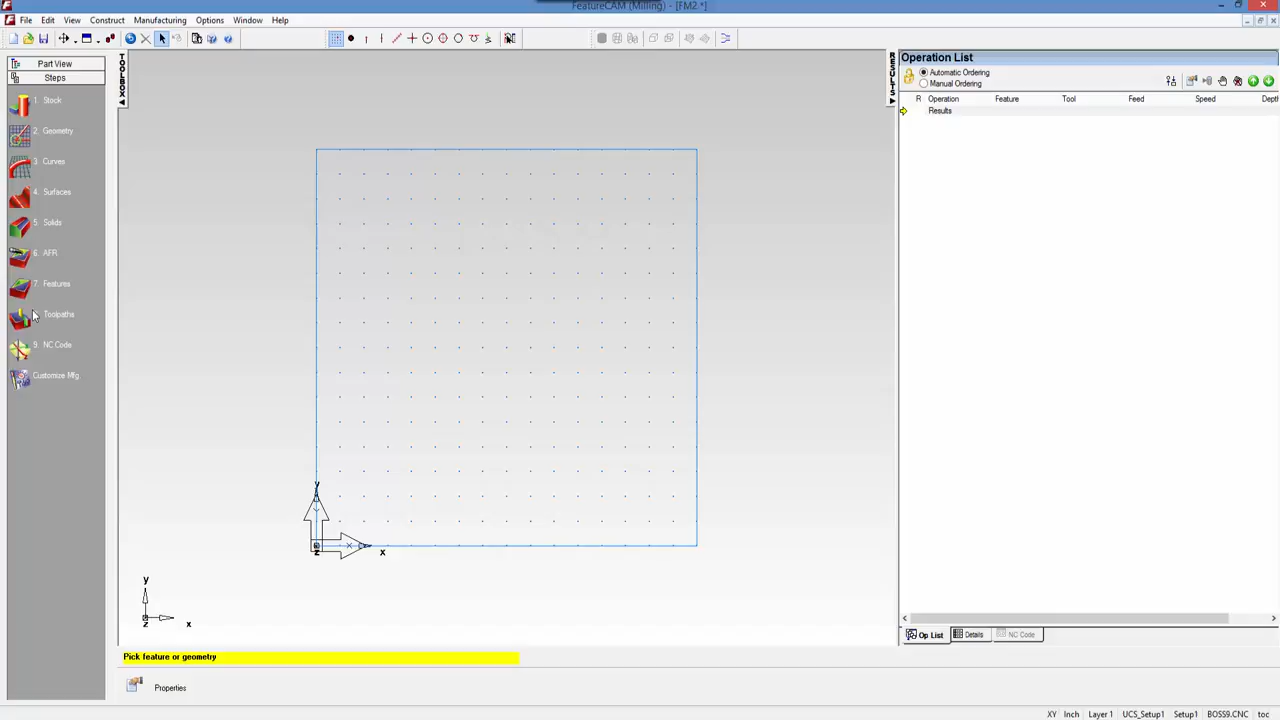 FeatureCAM (Milling) - [FM2 *]
File Edit View Construct Manufacturing Options Window Help
Part View
Steps
1. Stock
2. Geometry
3. Curves
4. Surfaces
5. Solids
6. AFR
7. Features
Toolpaths
9. NC Code
Customize Mfg.
TOOLBOX
RESULTS
Operation List
Automatic Ordering
Manual Ordering
R Operation Feature Tool Feed Speed Depth
Results
y
z x
y
z x
Op List Details NC Code
Pick feature or geometry
Properties
XY Inch Layer 1 UCS_Setup1 Setup1 BOSS9.CNC toc